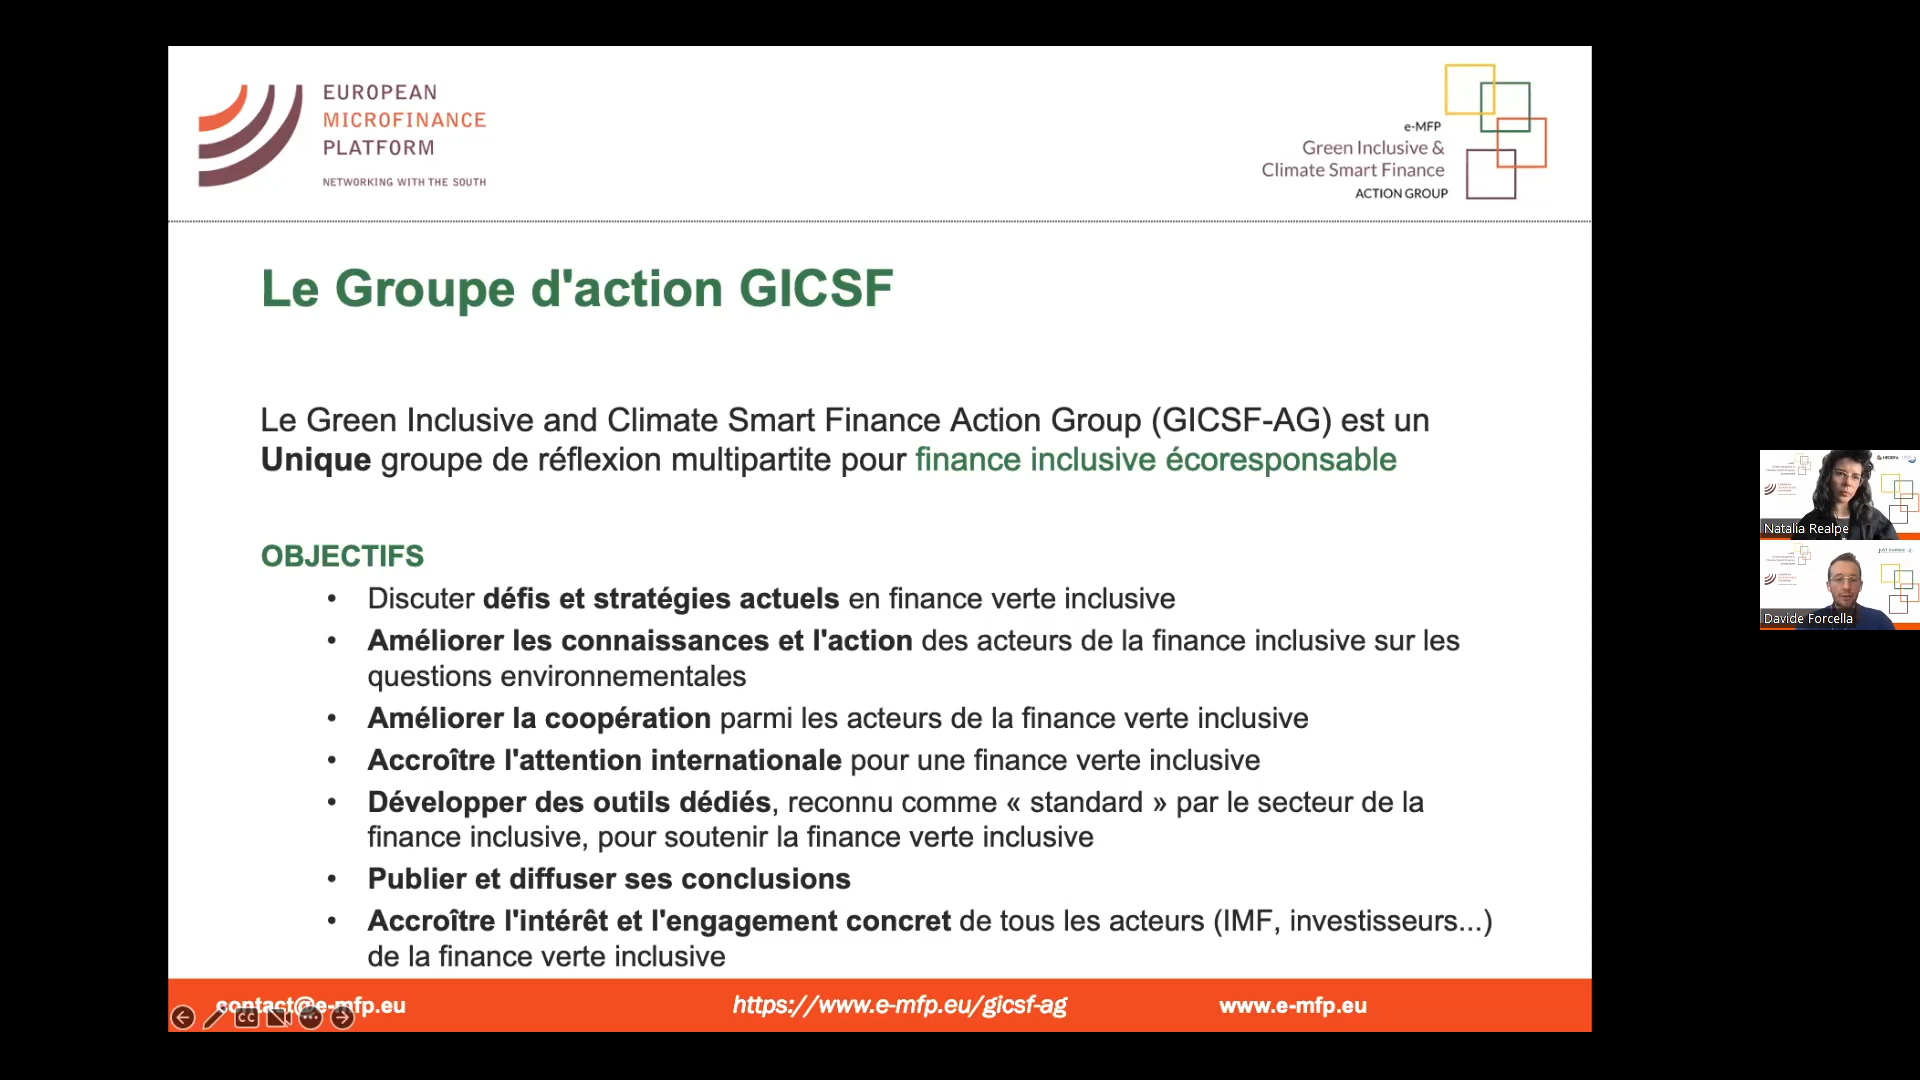 EUROPEAN
MICROFINANCE
PLATFORM
NETWORKING WITH THE SOUTH
e-MFP
Green Inclusive &
Climate Smart Finance
ACTION GROUP
Le Groupe d'action GICSF
Le Green Inclusive and Climate Smart Finance Action Group (GICSF-AG) est un
Unique groupe de réflexion multipartite pour finance inclusive écoresponsable
OBJECTIFS
• Discuter défis et stratégies actuels en finance verte inclusive
• Améliorer les connaissances et l'action des acteurs de la finance inclusive sur les
questions environnementales
• Améliorer la coopération parmi les acteurs de la finance verte inclusive
• Accroître l'attention internationale pour une finance verte inclusive
• Développer des outils dédiés, reconnu comme « standard » par le secteur de la
finance inclusive, pour soutenir la finance verte inclusive
• Publier et diffuser ses conclusions
• Accroître l'intérêt et l'engagement concret de tous les acteurs (IMF, investisseurs...)
de la finance verte inclusive
contact@e-mfp.eu
https://www.e-mfp.eu/gicsf-ag
www.e-mfp.eu
CC
HEDERA
Natalia Realpe
Davide Forcella